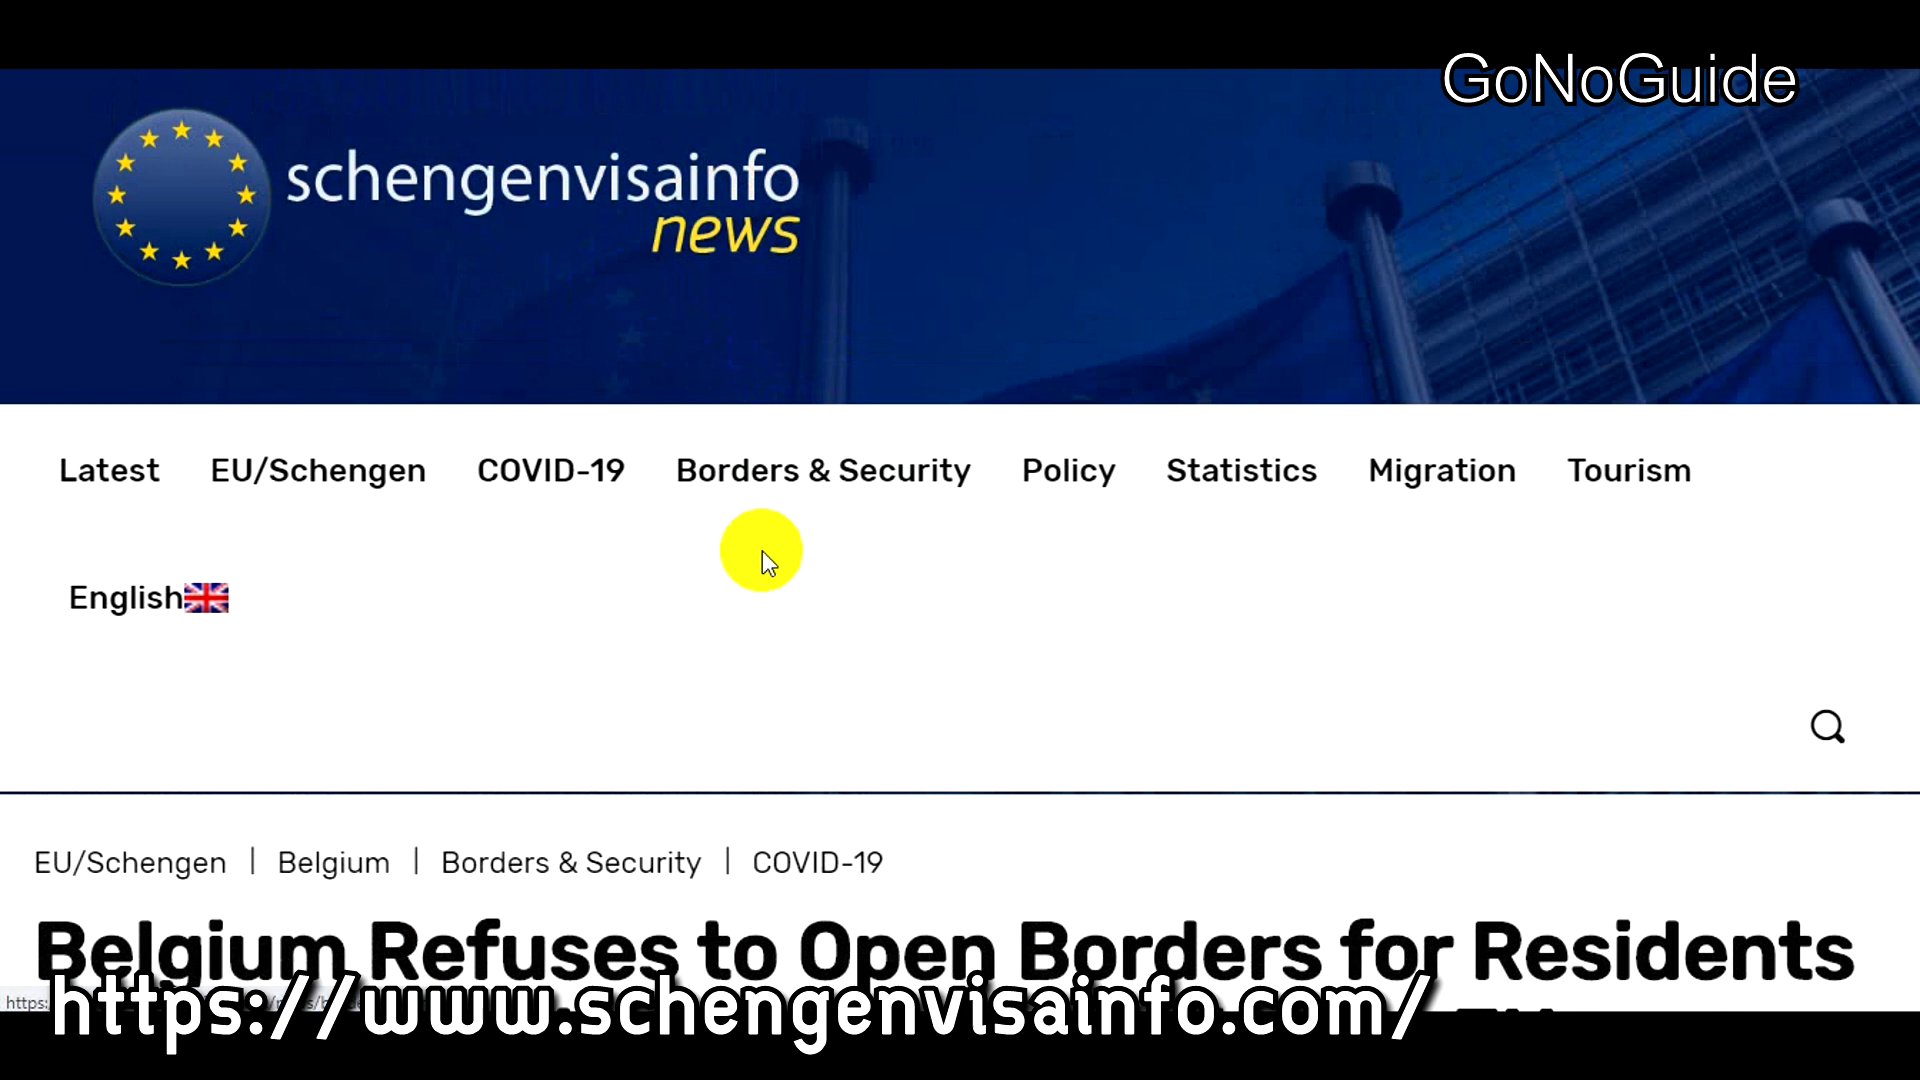 GoNoGuide
schengenvisainfo
news
Latest EU/Schengen COVID-19 Borders & Security Policy Statistics Migration Tourism
English
EU/Schengen | Belgium | Borders & Security | COVID-19
Belgium Refuses to Open Borders for Residents
https:
https://www.schengenvisainfo.com/